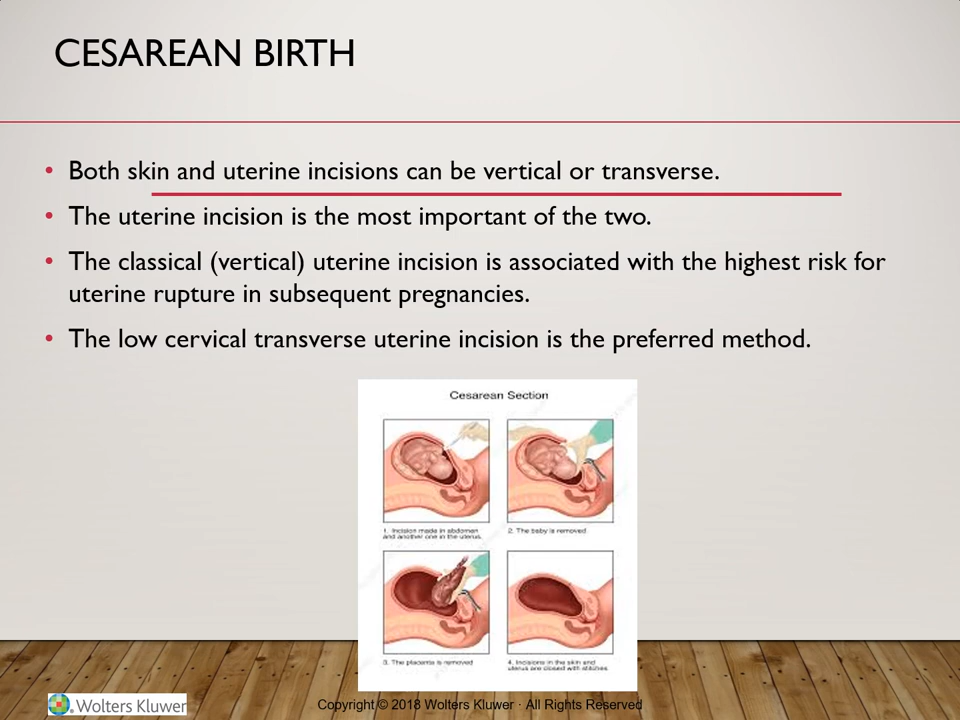 CESAREAN BIRTH
• Both skin and uterine incisions can be vertical or transverse.
• The uterine incision is the most important of the two.
• The classical (vertical) uterine incision is associated with the highest risk for
uterine rupture in subsequent pregnancies.
• The low cervical transverse uterine incision is the preferred method.
Cesarean Section
1. Incision made in abdomen
and another one in the uterus.
2. The baby is removed
3. The placenta is removed
4. Incisions in the skin and
uterus are closed with stitches
Wolters Kluwer
Copyright © 2018 Wolters Kluwer · All Rights Reserved